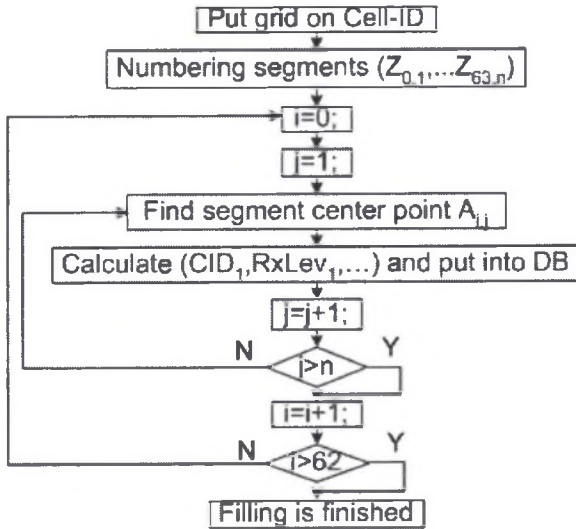 Put grid on Cell-ID
Numbering segments (Z0,1,...Z63,n)
i=0;
j=1;
Find segment center point Ai,j
Calculate (CID1,RxLev1,...) and put into DB
j=j+1;
N
j>n
Y
i=i+1;
N
i>62
Y
Filling is finished